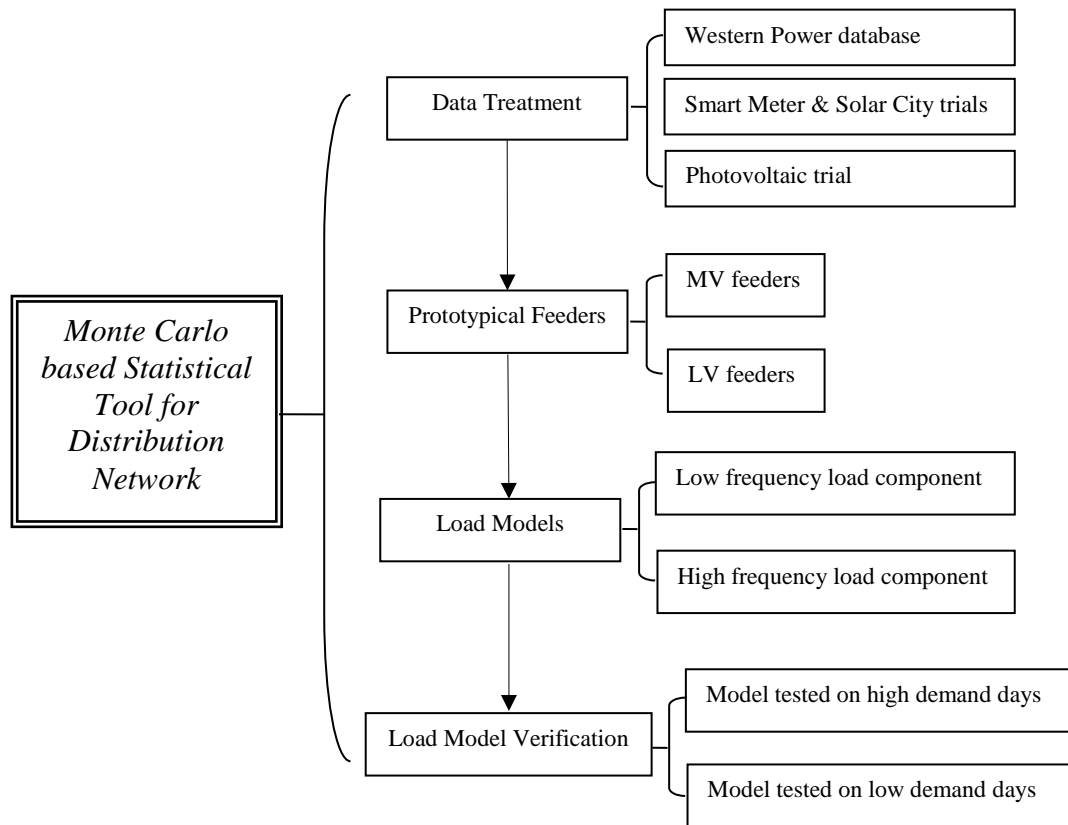 Western Power database
Data Treatment
Smart Meter & Solar City trials
Photovoltaic trial
MV feeders
Prototypical Feeders
LV feeders
Monte Carlo
based Statistical
Tool for
Distribution
Network
Low frequency load component
Load Models
High frequency load component
Model tested on high demand days
Load Model Verification
Model tested on low demand days